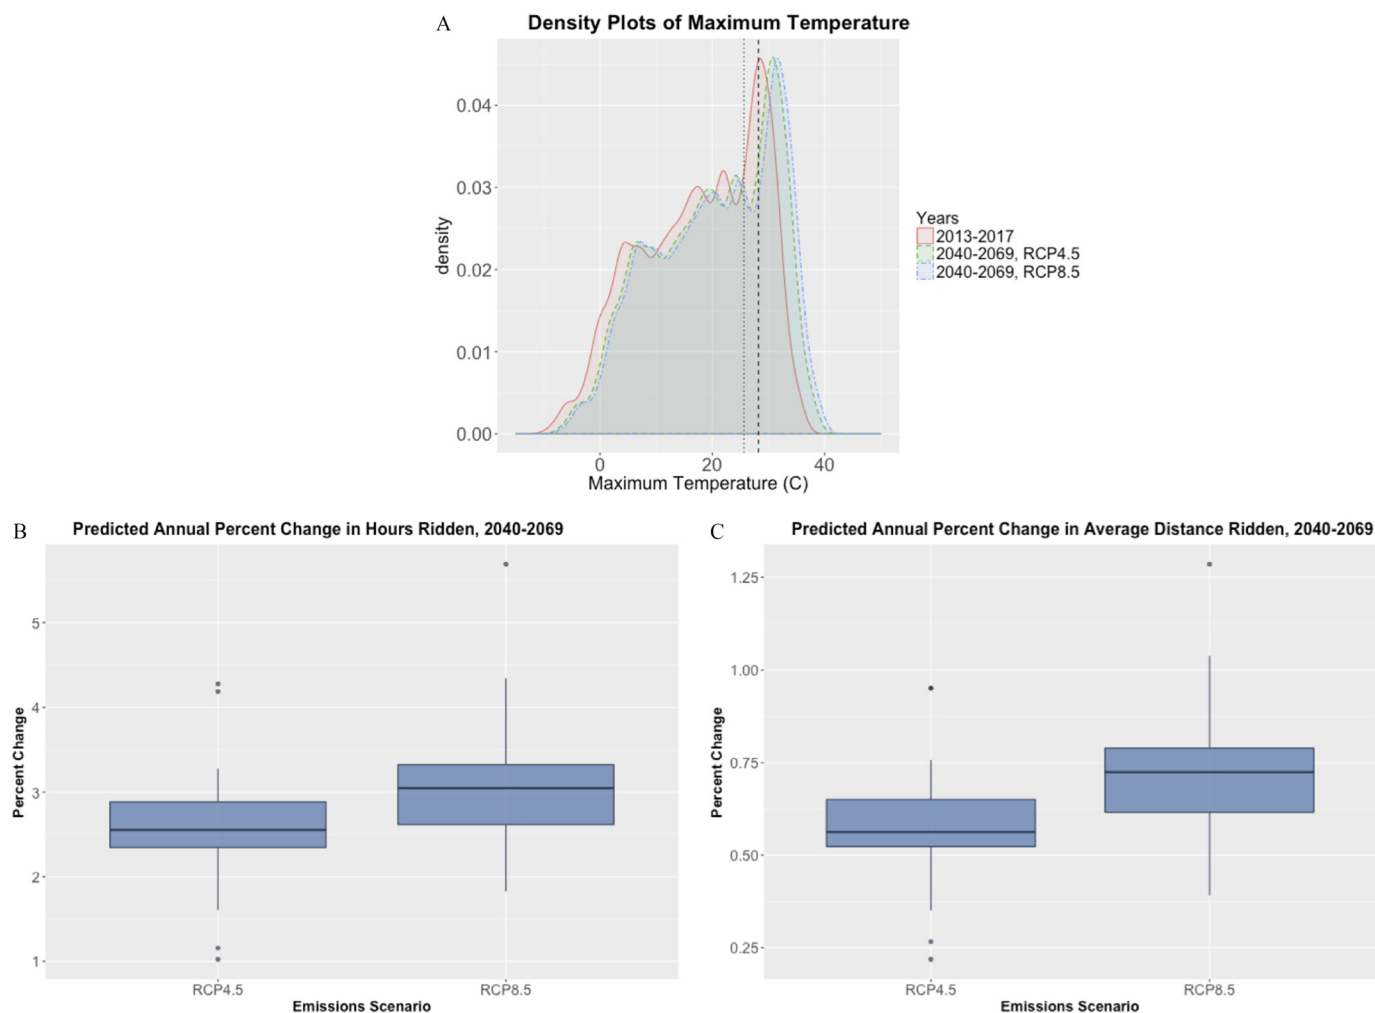 A
Density Plots of Maximum Temperature
0.04
0.03
0.02
0.01
0.00
density
0
20
40
Maximum Temperature (C)
Years
2013-2017
2040-2069, RCP4.5
2040-2069, RCP8.5
B
Predicted Annual Percent Change in Hours Ridden, 2040-2069
5
4
3
2
1
Percent Change
RCP4.5
RCP8.5
Emissions Scenario
C
Predicted Annual Percent Change in Average Distance Ridden, 2040-2069
1.25
1.00
0.75
0.50
0.25
Percent Change
RCP4.5
RCP8.5
Emissions Scenario